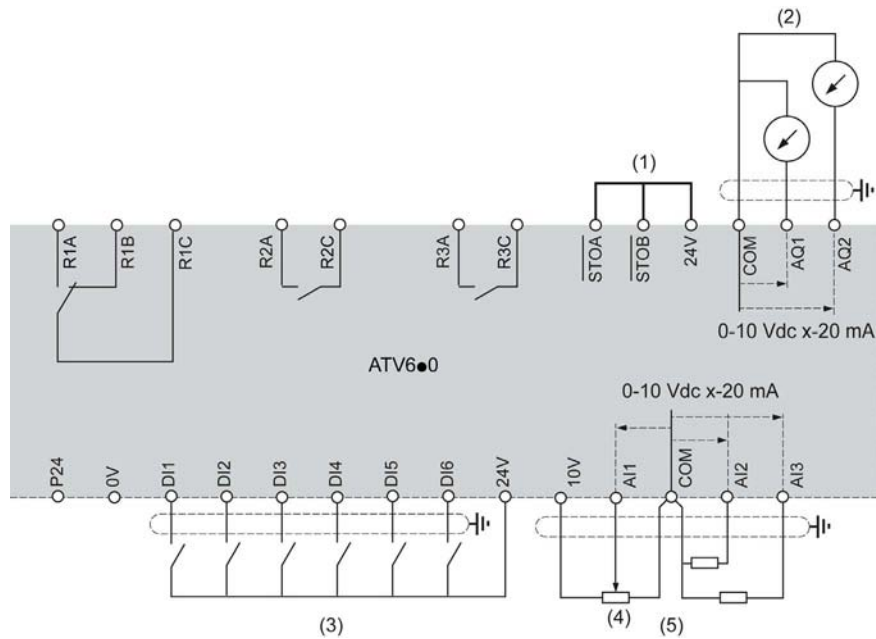 (2)
(1)
R1A R1B R1C R2A R2C R3A R3C STOA STOB 24V COM AQ1 AQ2
0-10 Vdc x-20 mA
ATV6●0
0-10 Vdc x-20 mA
P24 0V DI1 DI2 DI3 DI4 DI5 DI6 24V 10V AI1 COM AI2 AI3
(3) (4) (5)